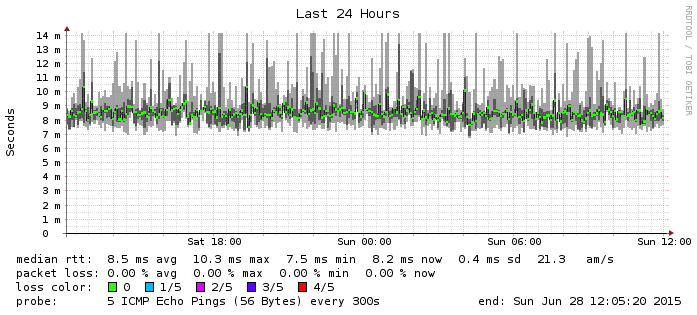 Last 24 Hours
RRDTOOL / TOBI OETIKER
Seconds
14 m
13 m
12 m
11 m
10 m
9 m
8 m
7 m
6 m
5 m
4 m
3 m
2 m
1 m
0
Sat 18:00 Sun 00:00 Sun 06:00 Sun 12:00
median rtt: 8.5 ms avg 10.3 ms max 7.5 ms min 8.2 ms now 0.4 ms sd 21.3 am/s
packet loss: 0.00 % avg 0.00 % max 0.00 % min 0.00 % now
loss color: 0 1/5 2/5 3/5 4/5
probe: 5 ICMP Echo Pings (56 Bytes) every 300s end: Sun Jun 28 12:05:20 2015